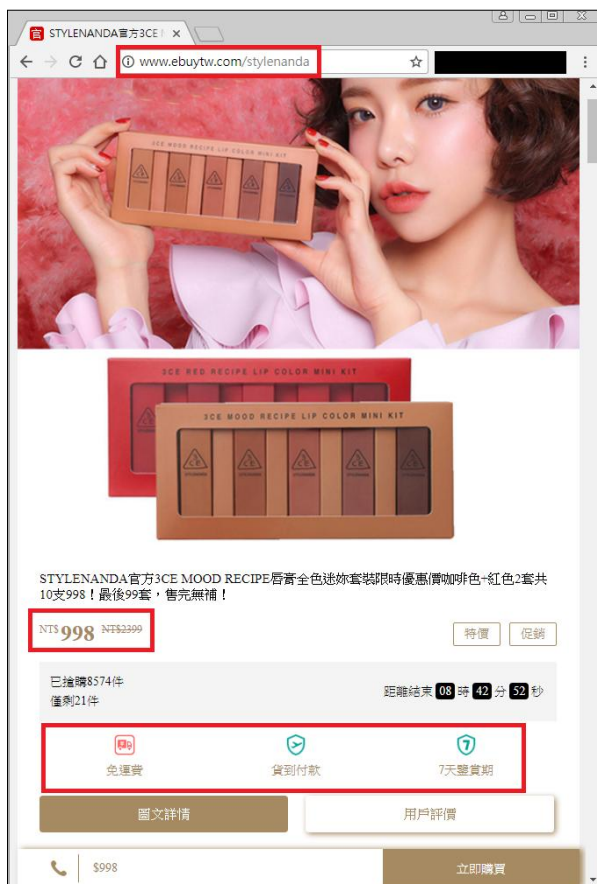 STYLENANDA官方3CE
www.ebuytw.com/stylenanda
3CE MOOD RECIPE LIP COLOR MINI KIT
3CE RED RECIPE LIP COLOR MINI KIT
3CE MOOD RECIPE LIP COLOR MINI KIT
STYLENANDA官方3CE MOOD RECIPE唇膏全色迷妳套裝限時優惠價咖啡色+紅色2套共
10支998！最後99套，售完無補！
NT$998 NT$2399
特價 促銷
已搶購8574件
僅剩21件
距離結束 08 時 42 分 52 秒
免運費 貨到付款 7天鑒賞期
圖文詳情 用戶評價
$998 立即購買